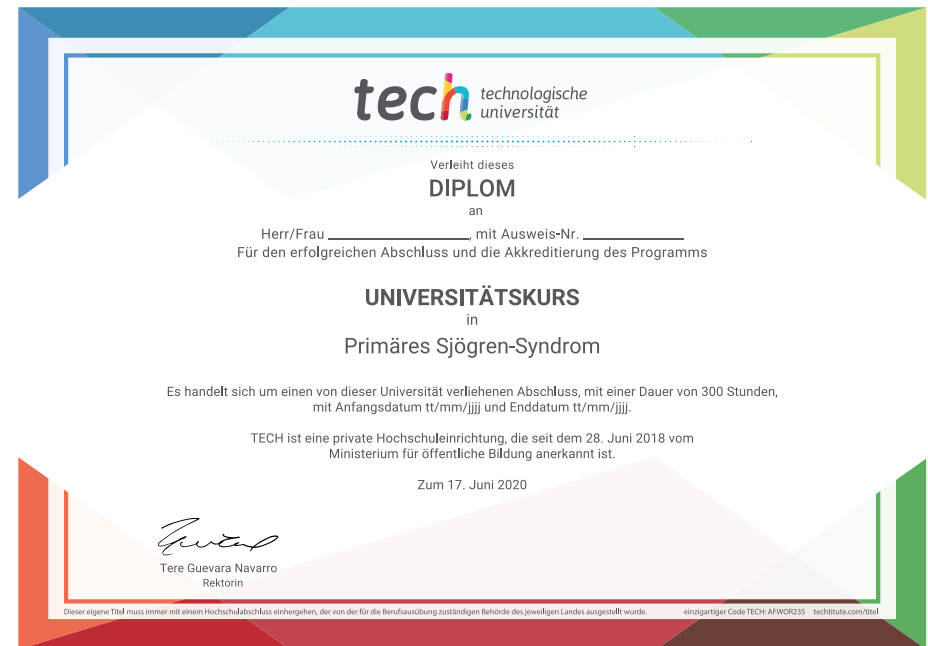 tech technologische
universität
Verleiht dieses
DIPLOM
an
Herr/Frau ____________________, mit Ausweis-Nr. ______________
Für den erfolgreichen Abschluss und die Akkreditierung des Programms
UNIVERSITÄTSKURS
in
Primäres Sjögren-Syndrom
Es handelt sich um einen von dieser Universität verliehenen Abschluss, mit einer Dauer von 300 Stunden,
mit Anfangsdatum tt/mm/jjjj und Enddatum tt/mm/jjjj.
TECH ist eine private Hochschuleinrichtung, die seit dem 28. Juni 2018 vom
Ministerium für öffentliche Bildung anerkannt ist.
Zum 17. Juni 2020
Tere Guevara Navarro
Rektorin
Dieser eigene Titel muss immer mit einem Hochschulabschluss einhergehen, der von der für die Berufsausübung zuständigen Behörde des jeweiligen Landes ausgestellt wurde. einzigartiger Code TECH: AFWOR23S techtitute.com/titel